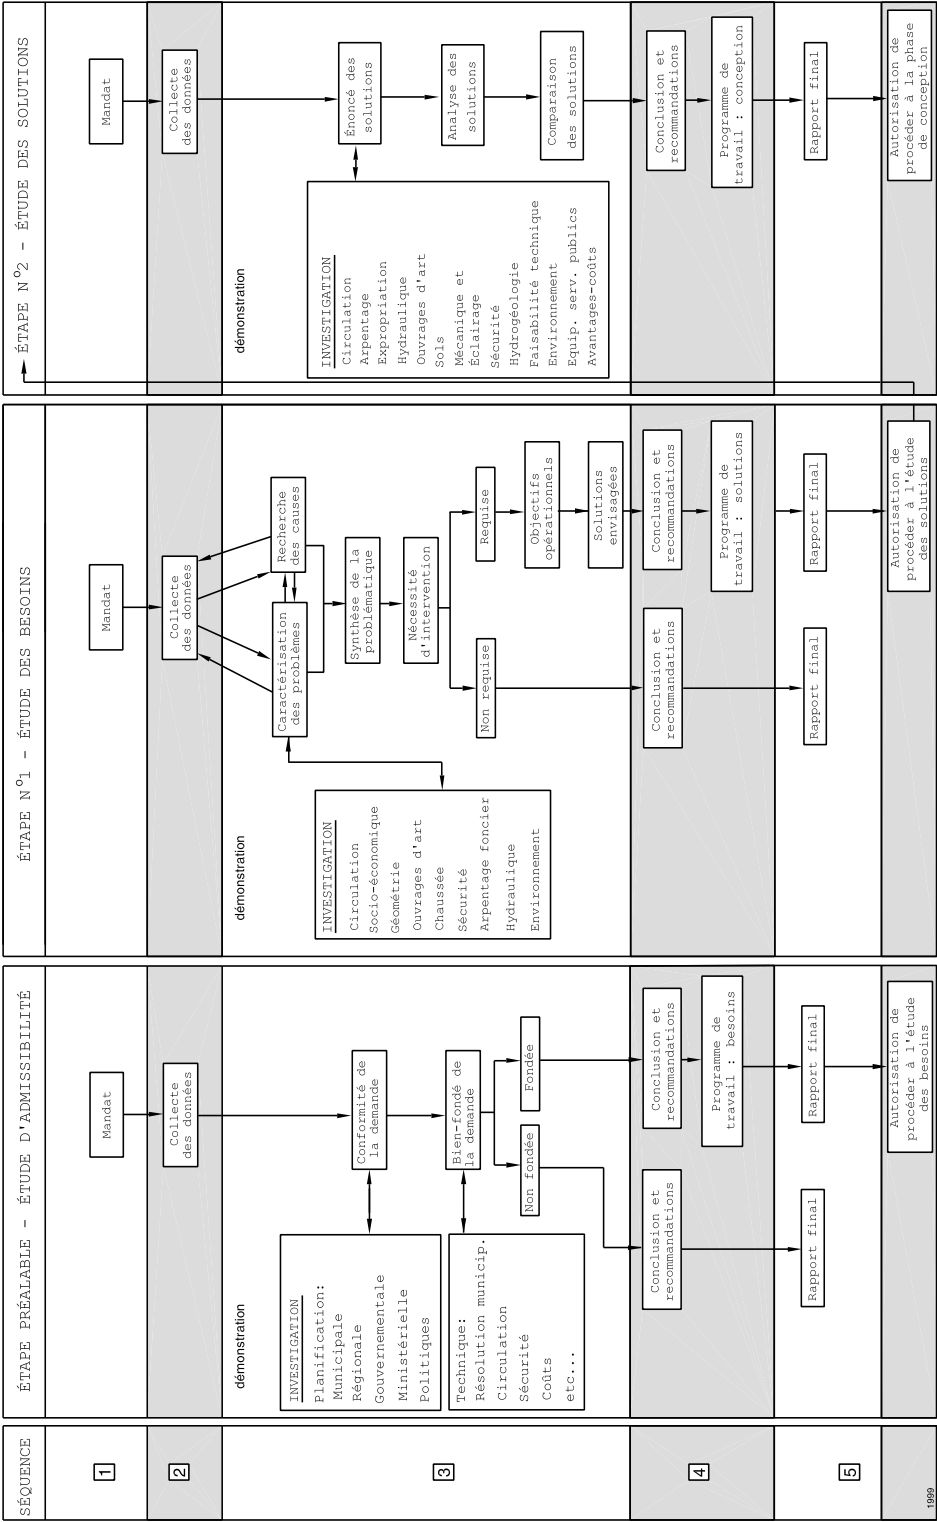 SÉQUENCE
1
2
3
4
5
1999
ÉTAPE PRÉALABLE - ÉTUDE D'ADMISSIBILITÉ
Mandat
Collecte
des données
démonstration
INVESTIGATION
Planification:
Municipale
Régionale
Gouvernementale
Ministérielle
Politiques
Conformité de
la demande
Technique:
Résolution municip.
Circulation
Sécurité
Coûts
etc...
Bien-fondé de
la demande
Non fondée
Fondée
Conclusion et
recommandations
Conclusion et
recommandations
Programme de
travail : besoins
Rapport final
Rapport final
Autorisation de
procéder à l'étude
des besoins
ÉTAPE Nº1 - ÉTUDE DES BESOINS
Mandat
Collecte
des données
démonstration
Caractérisation
des problèmes
Recherche
des causes
INVESTIGATION
Circulation
Socio-économique
Géométrie
Ouvrages d'art
Chaussée
Sécurité
Arpentage foncier
Hydraulique
Environnement
Synthèse de la
problématique
Nécessité
d'intervention
Non requise
Requise
Objectifs
opérationnels
Solutions
envisagées
Conclusion et
recommandations
Conclusion et
recommandations
Programme de
travail : solutions
Rapport final
Rapport final
Autorisation de
procéder à l'étude
des solutions
ÉTAPE Nº2 - ÉTUDE DES SOLUTIONS
Mandat
Collecte
des données
démonstration
INVESTIGATION
Circulation
Arpentage
Expropriation
Hydraulique
Ouvrages d'art
Sols
Mécanique et
Éclairage
Sécurité
Hydrogéologie
Faisabilité technique
Environnement
Equip. serv. publics
Avantages-coûts
Énoncé des
solutions
Analyse des
solutions
Comparaison
des solutions
Conclusion et
recommandations
Programme de
travail : conception
Rapport final
Autorisation de
procéder à la phase
de conception